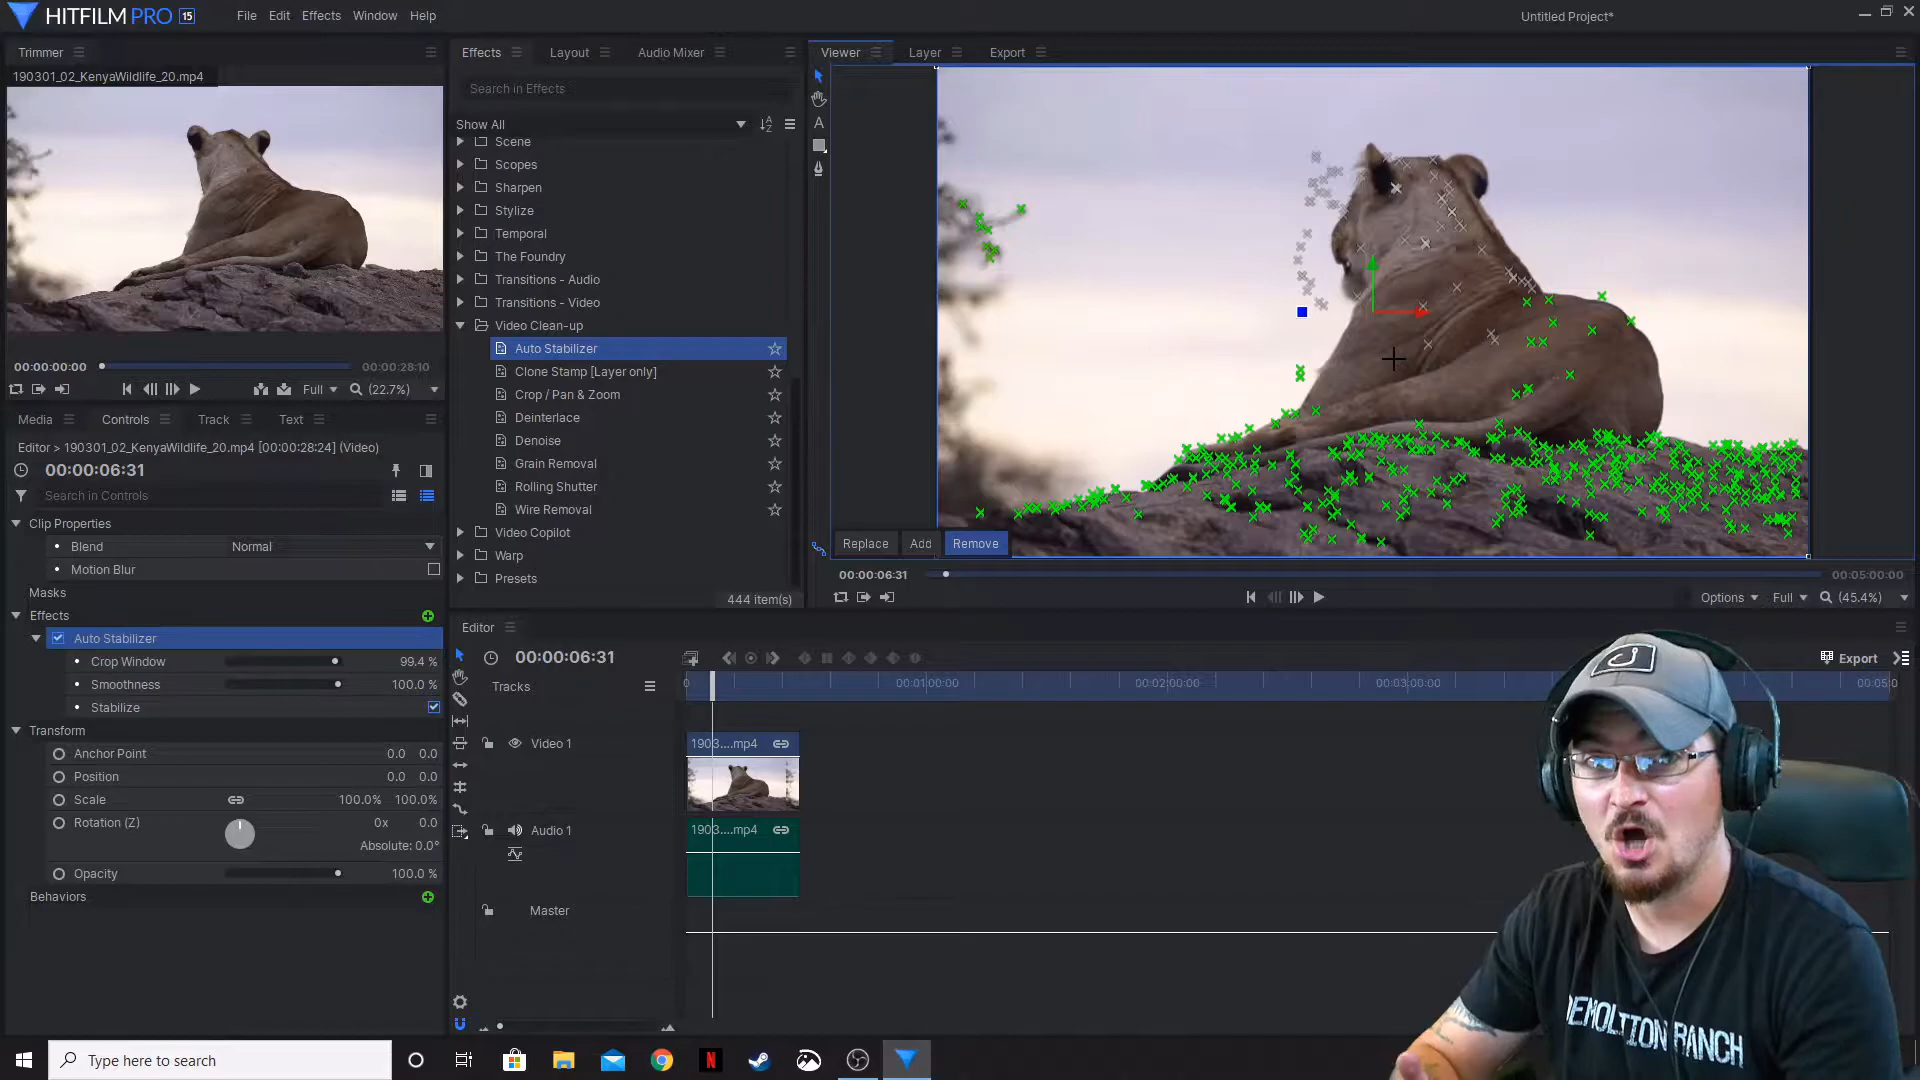 HITFILM PRO 15
File Edit Effects Window Help
Untitled Project*
Trimmer
190301_02_KenyaWildlife_20.mp4
00:00:00:00
00:00:28:10
Full
(22.7%)
Media
Controls
Track
Text
Editor > 190301_02_KenyaWildlife_20.mp4 [00:00:28:24] (Video)
00:00:06:31
Search in Controls
Clip Properties
Blend Normal
Motion Blur
Masks
Effects
Auto Stabilizer
Crop Window 99.4 %
Smoothness 100.0 %
Stabilize
Transform
Anchor Point 0.0 0.0
Position 0.0 0.0
Scale 100.0% 100.0%
Rotation (Z) 0x 0.0
Absolute: 0.0°
Opacity 100.0 %
Behaviors
Effects
Layout
Audio Mixer
Search in Effects
Show All
Scene
Scopes
Sharpen
Stylize
Temporal
The Foundry
Transitions - Audio
Transitions - Video
Video Clean-up
Auto Stabilizer
Clone Stamp [Layer only]
Crop / Pan & Zoom
Deinterlace
Denoise
Grain Removal
Rolling Shutter
Wire Removal
Video Copilot
Warp
Presets
444 item(s)
Viewer
Layer
Export
A
Replace
Add
Remove
00:00:06:31
00:05:00:00
Options
Full
(45.4%)
Editor
00:00:06:31
Export
Tracks
0
00:01:00:00
00:02:00:00
00:03:00:00
00:05:0
Video 1
1903....mp4
Audio 1
1903....mp4
Master
DEMOLITION RANCH
Type here to search
N